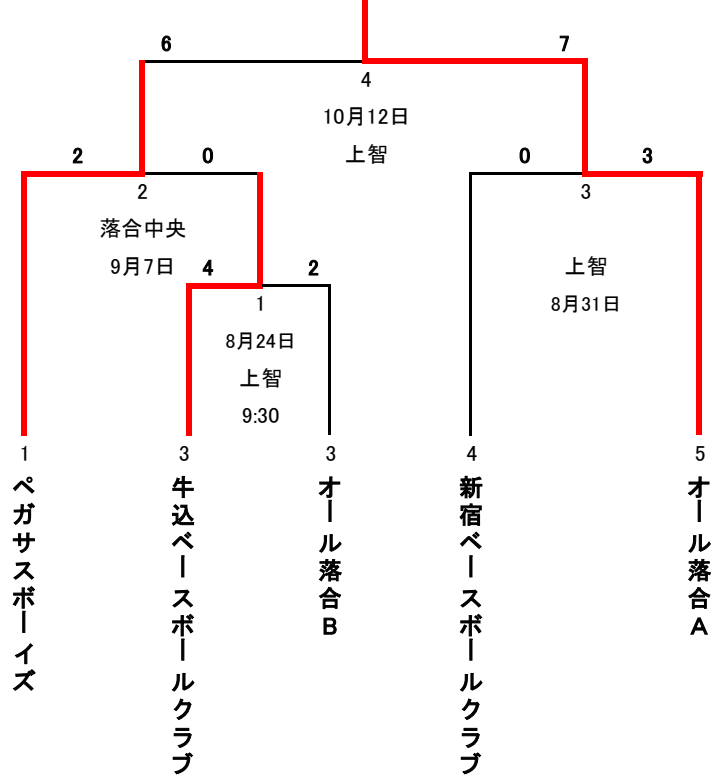 6
7
4
10月12日
上智
2
0
0
3
2
3
落合中央
9月7日
4
2
上智
8月31日
1
8月24日
上智
9:30
1
3
3
4
5
ペガサスボーイズ
牛込ベースボールクラブ
オール落合B
新宿ベースボールクラブ
オール落合A